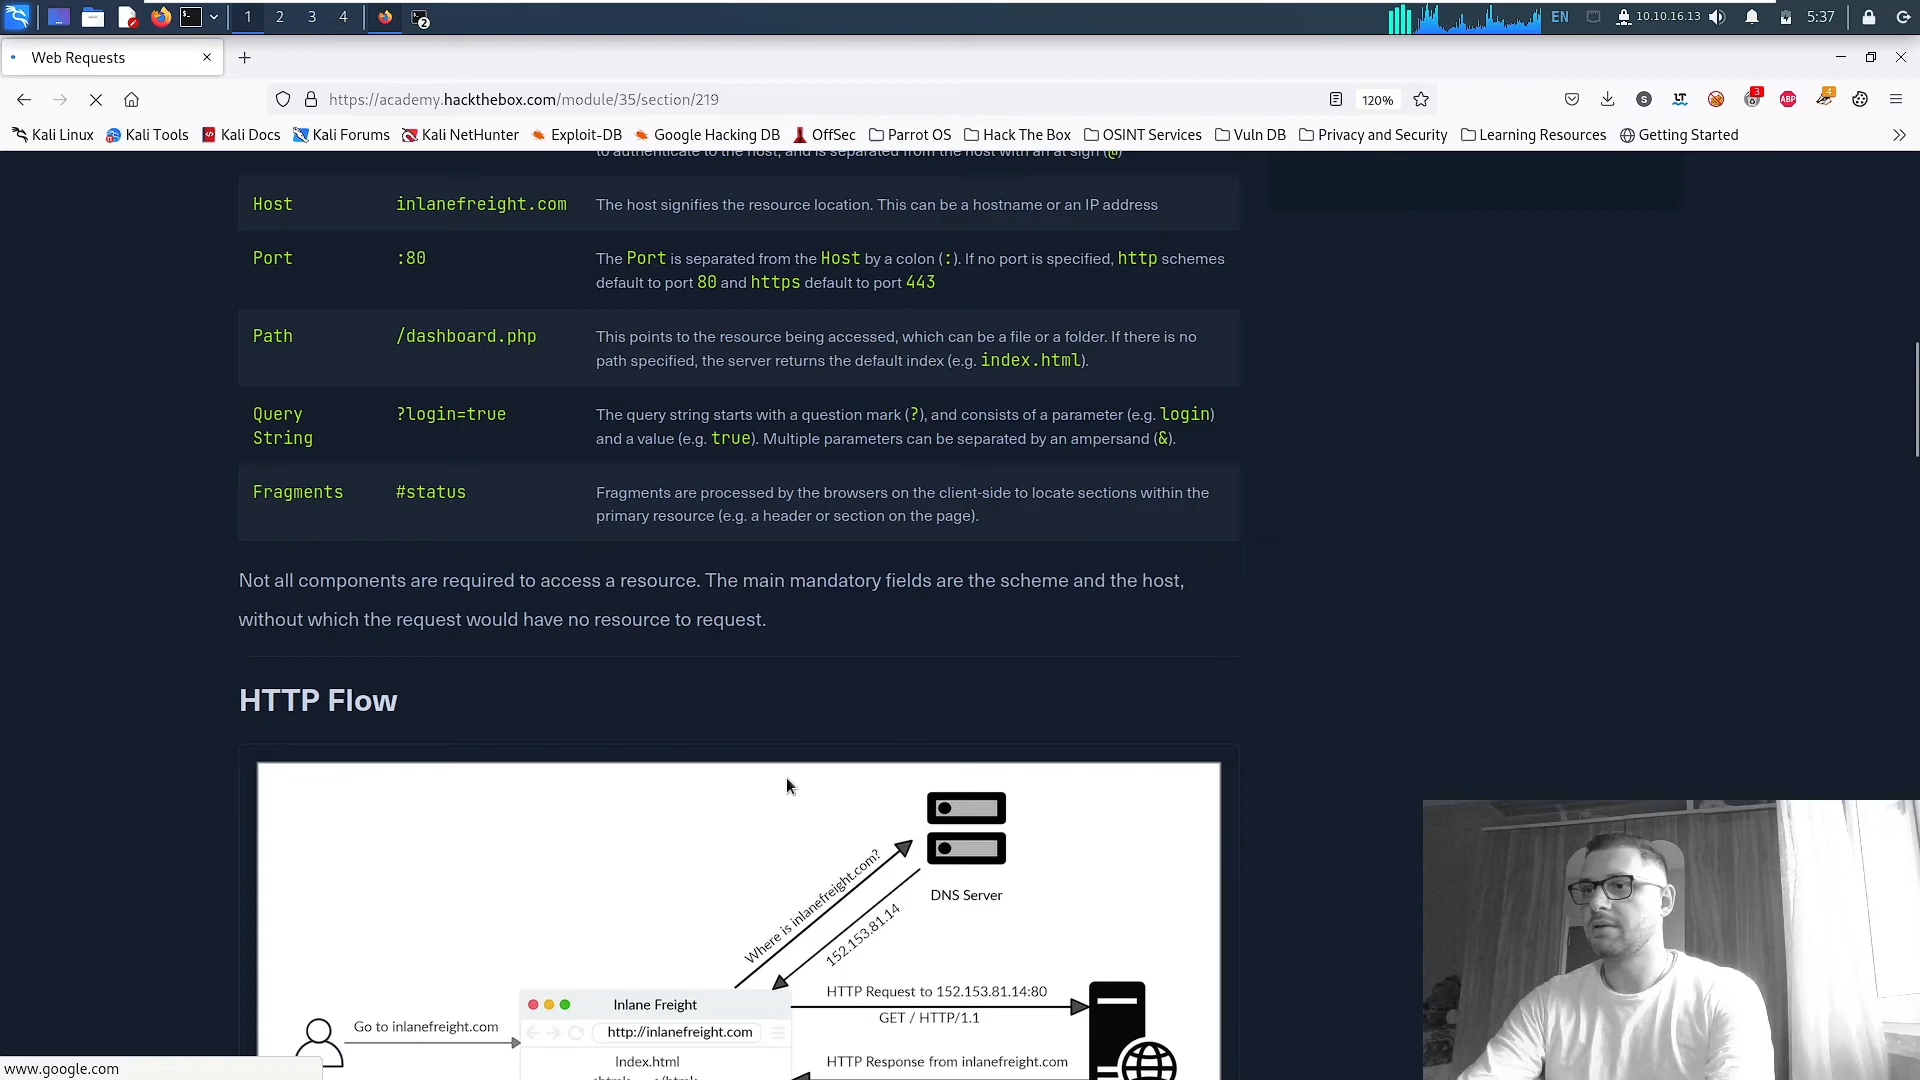 1 2 3 4 2 EN 10.10.16.13 5:37
Web Requests
https://academy.hackthebox.com/module/35/section/219 120% S LT 3 ABP 4
Kali Linux Kali Tools Kali Docs Kali Forums Kali NetHunter Exploit-DB Google Hacking DB OffSec Parrot OS Hack The Box OSINT Services Vuln DB Privacy and Security Learning Resources Getting Started
to authenticate to the host, and is separated from the host with an at sign (@)
Host inlanefreight.com The host signifies the resource location. This can be a hostname or an IP address
Port :80 The Port is separated from the Host by a colon (:). If no port is specified, http schemes
default to port 80 and https default to port 443
Path /dashboard.php This points to the resource being accessed, which can be a file or a folder. If there is no
path specified, the server returns the default index (e.g. index.html).
Query ?login=true The query string starts with a question mark (?), and consists of a parameter (e.g. login)
String and a value (e.g. true). Multiple parameters can be separated by an ampersand (&).
Fragments #status Fragments are processed by the browsers on the client-side to locate sections within the
primary resource (e.g. a header or section on the page).
Not all components are required to access a resource. The main mandatory fields are the scheme and the host,
without which the request would have no resource to request.
HTTP Flow
Where is inlanefreight.com?
DNS Server
152.153.81.14
HTTP Request to 152.153.81.14:80
Inlane Freight
GET / HTTP/1.1
Go to inlanefreight.com
http://inlanefreight.com
Index.html
HTTP Response from inlanefreight.com
www.google.com